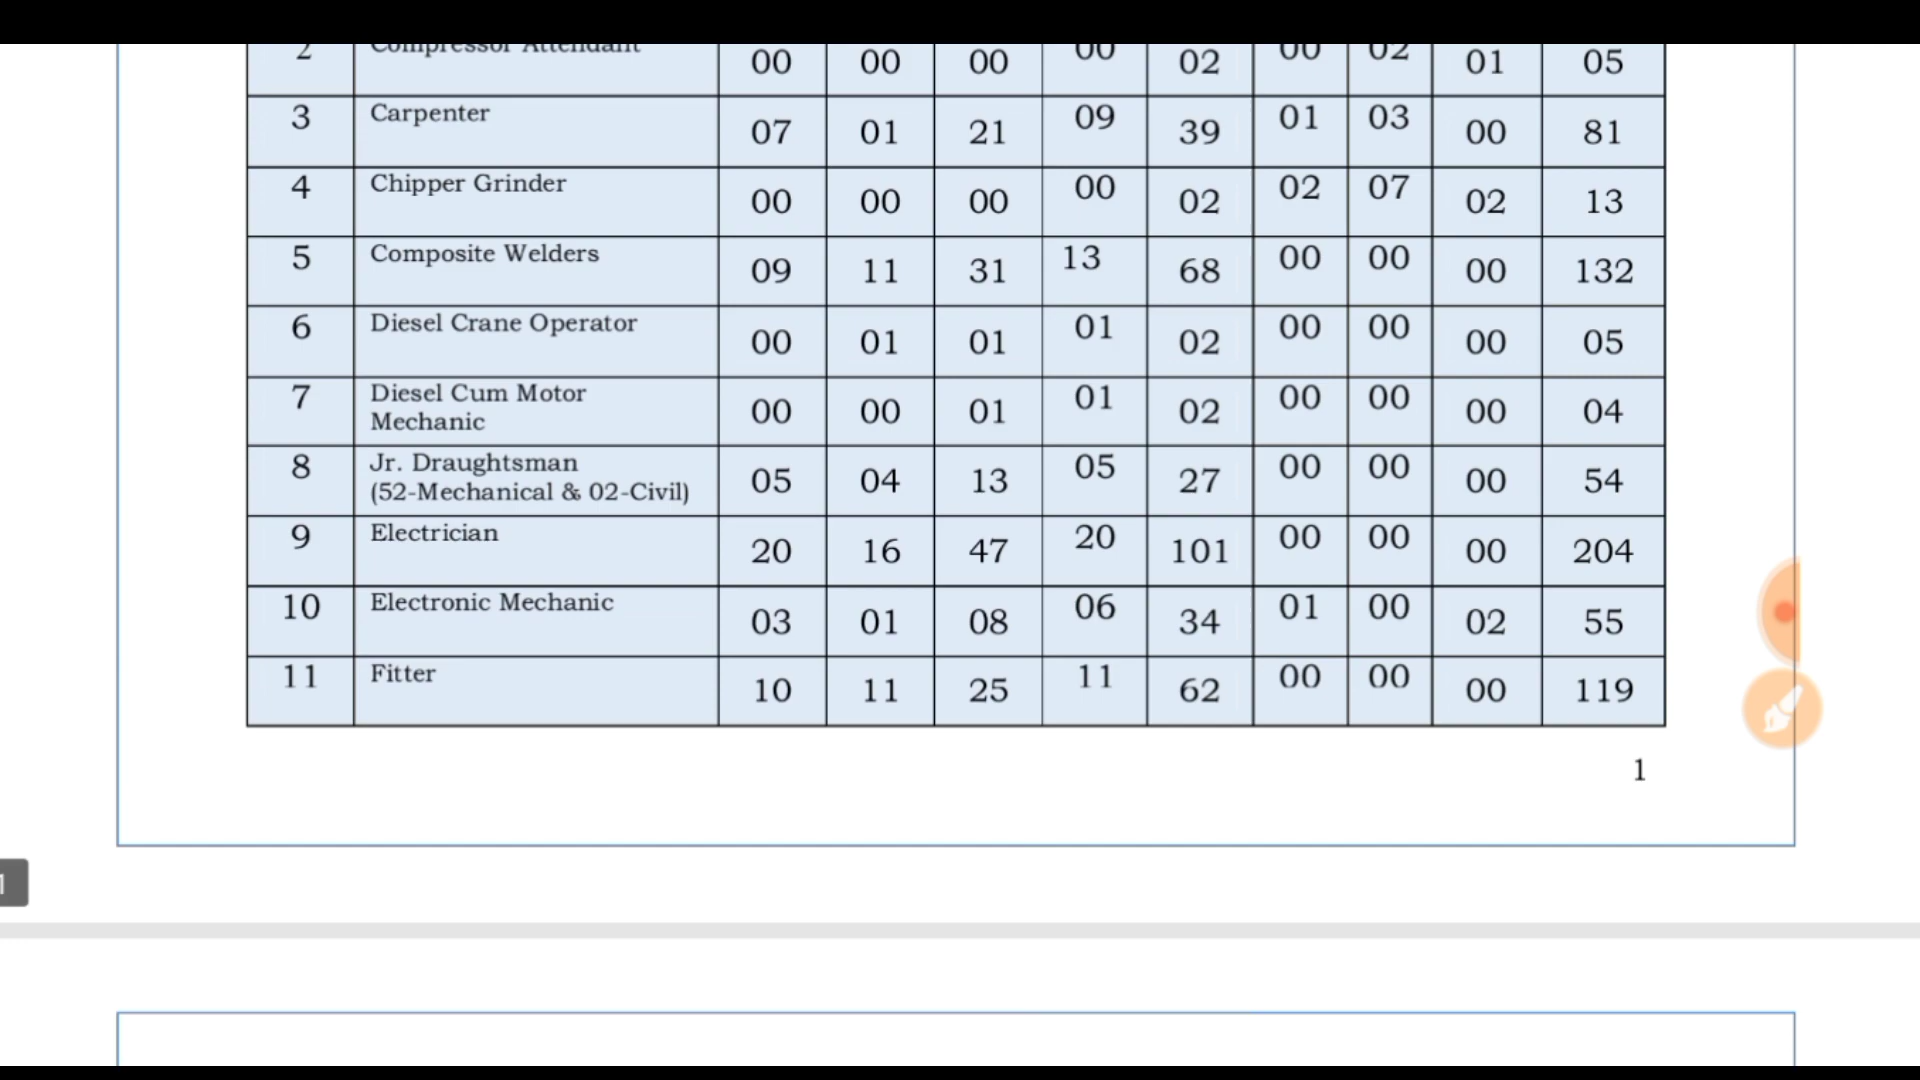 2 Compressor Attendant 00 00 00 00 02 00 02 01 05
3 Carpenter 07 01 21 09 39 01 03 00 81
4 Chipper Grinder 00 00 00 00 02 02 07 02 13
5 Composite Welders 09 11 31 13 68 00 00 00 132
6 Diesel Crane Operator 00 01 01 01 02 00 00 00 05
7 Diesel Cum Motor 00 00 01 01 02 00 00 00 04
Mechanic
8 Jr. Draughtsman 05 04 13 05 27 00 00 00 54
(52-Mechanical & 02-Civil)
9 Electrician 20 16 47 20 101 00 00 00 204
10 Electronic Mechanic 03 01 08 06 34 01 00 02 55
11 Fitter 10 11 25 11 62 00 00 00 119
1
1